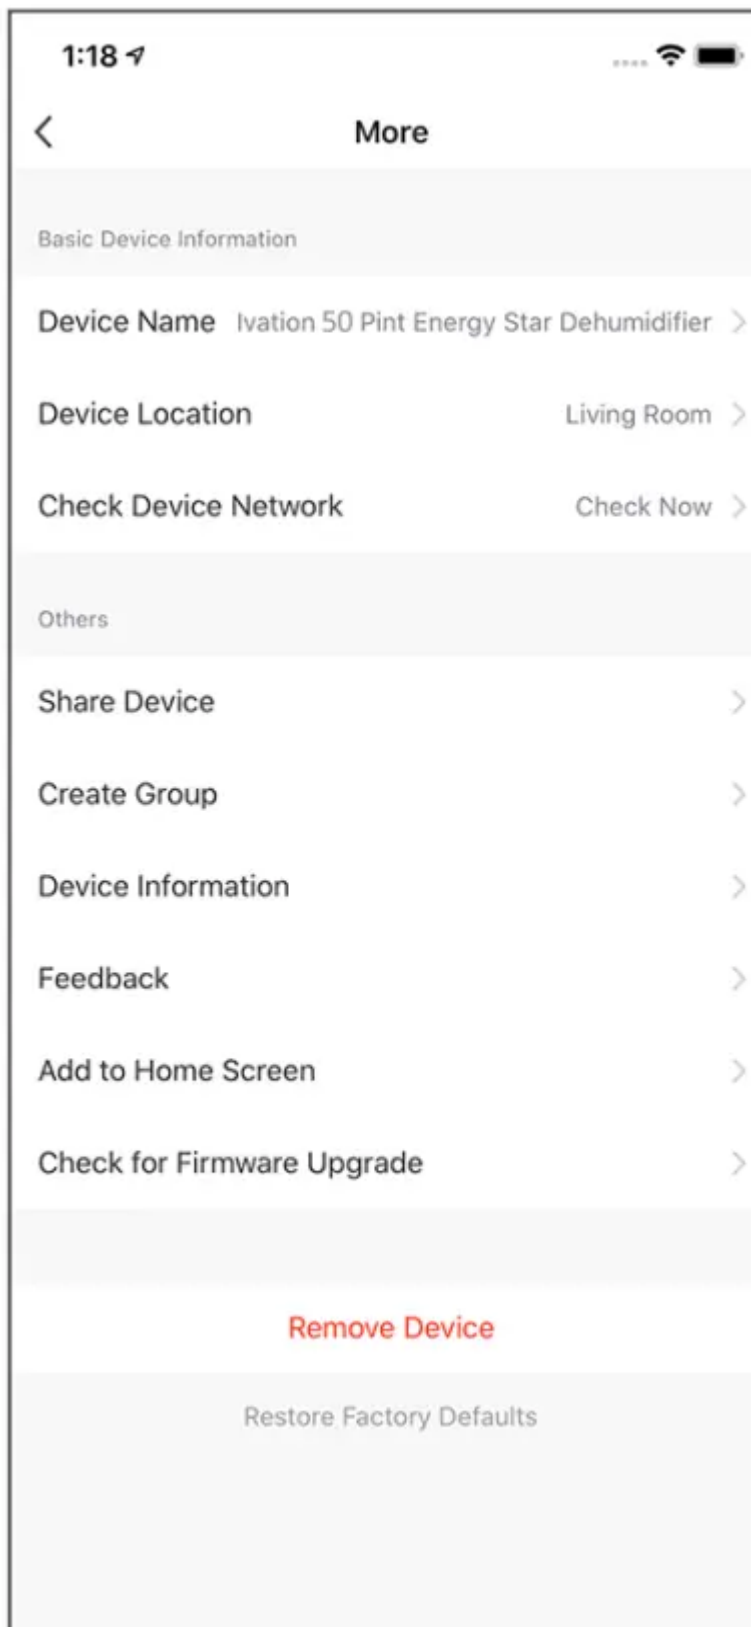 1:18
More
Basic Device Information
Device Name Ivation 50 Pint Energy Star Dehumidifier
Device Location Living Room
Check Device Network Check Now
Others
Share Device
Create Group
Device Information
Feedback
Add to Home Screen
Check for Firmware Upgrade
Remove Device
Restore Factory Defaults